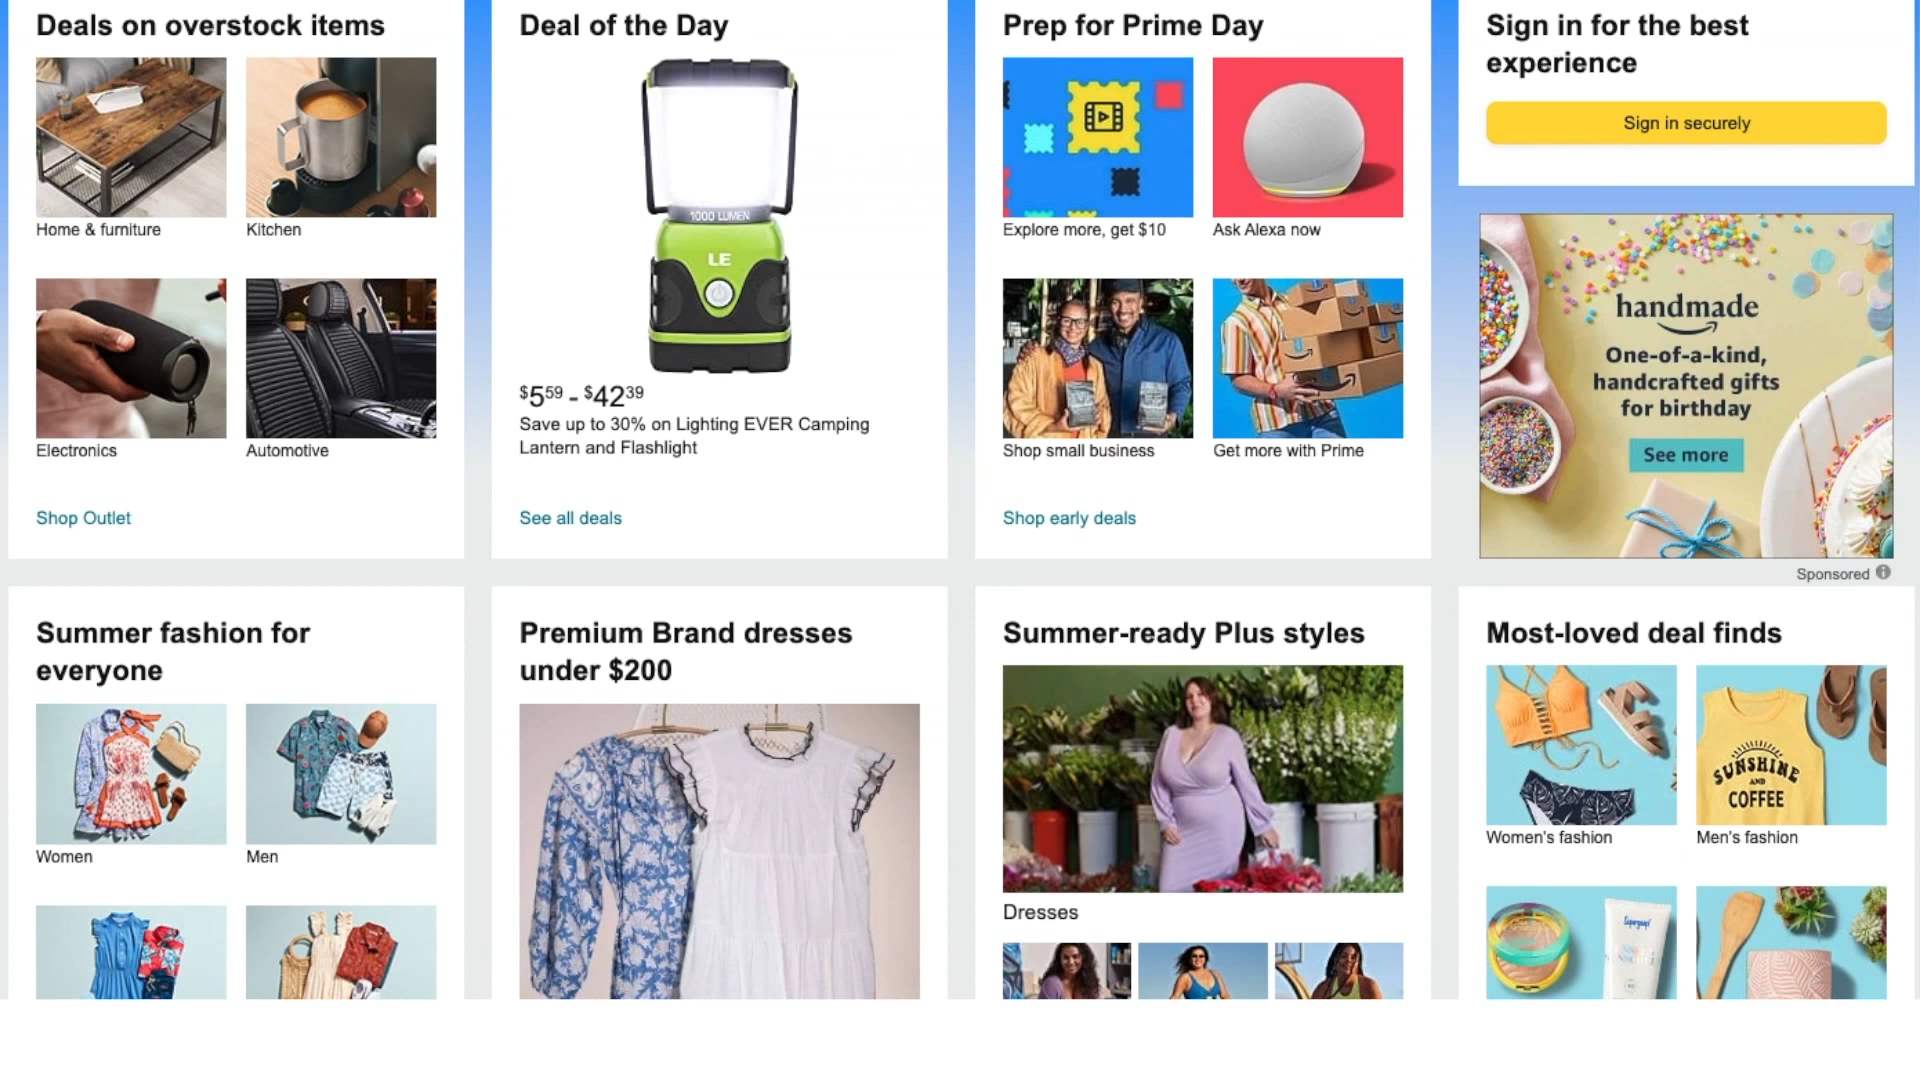 Deals on overstock items
Home & furniture
Kitchen
Electronics
Automotive
Shop Outlet
Deal of the Day
1000 LUMEN
LE
$559 - $4239
Save up to 30% on Lighting EVER Camping
Lantern and Flashlight
See all deals
Prep for Prime Day
Explore more, get $10
Ask Alexa now
Shop small business
Get more with Prime
Shop early deals
Sign in for the best
experience
Sign in securely
handmade
One-of-a-kind,
handcrafted gifts
for birthday
See more
Sponsored
Summer fashion for
everyone
Women
Men
Premium Brand dresses
under $200
Summer-ready Plus styles
Dresses
Most-loved deal finds
SUNSHINE
AND
COFFEE
Women's fashion
Men's fashion
Supergoop!